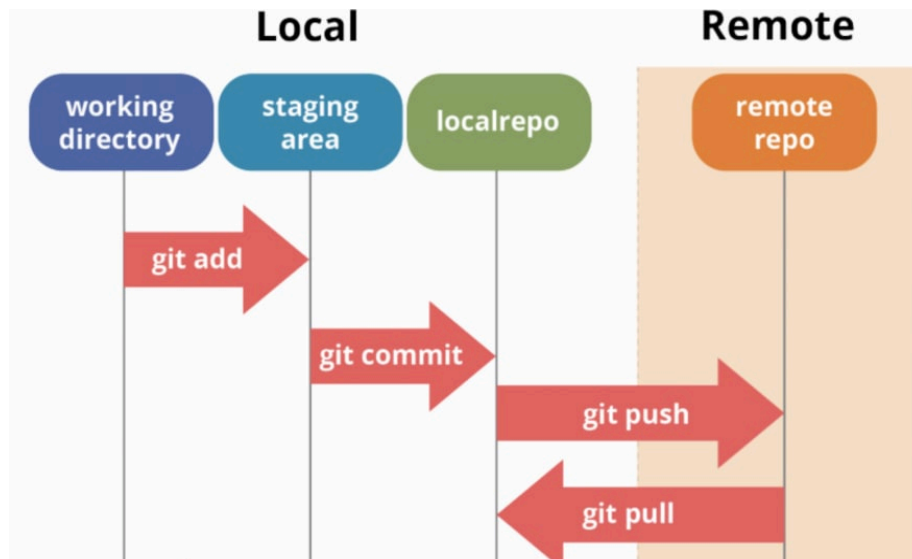 Local
Remote
working
directory
staging
area
localrepo
remote
repo
git add
git commit
git push
git pull